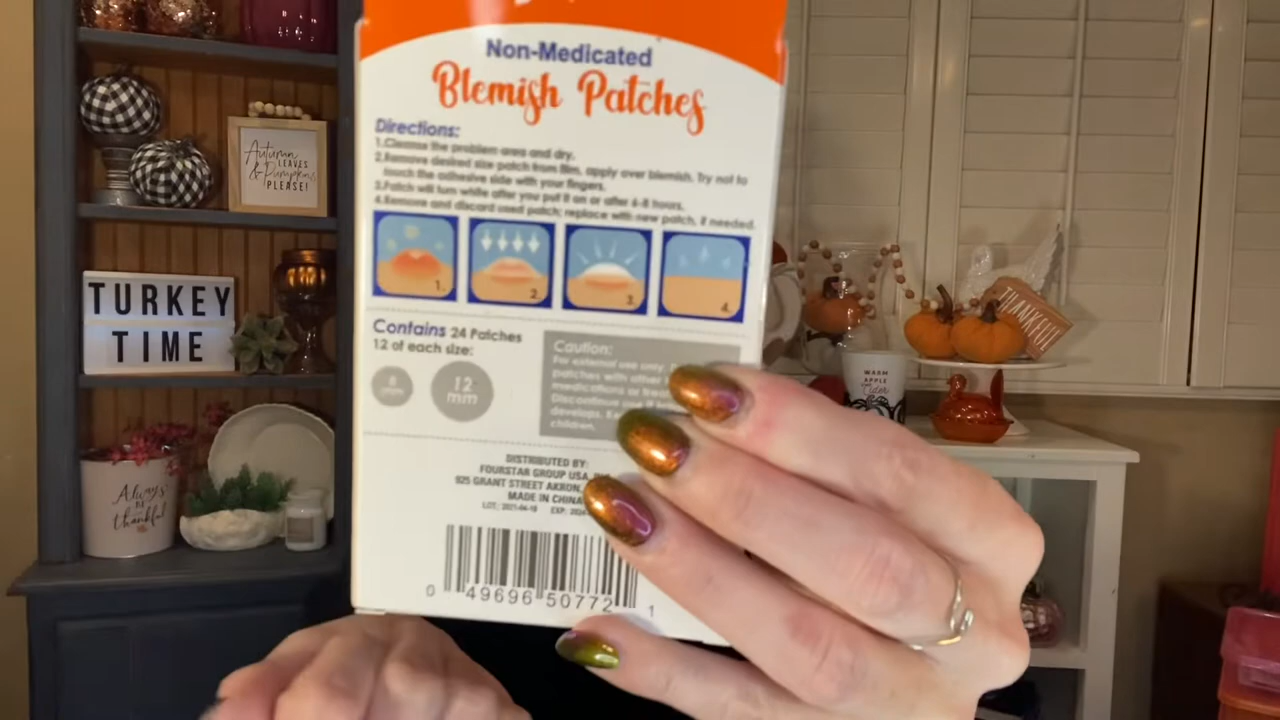 Non-Medicated
Blemish Patches
Directions:
1.Cleanse the problem area and dry.
2.Remove desired size patch from film, apply over blemish. Try not to
touch the adhesive side with your fingers.
3.Patch will turn white after you put it on or after 6-8 hours.
4.Remove and discard used patch; replace with new patch, if needed.
1.
2.
3.
4.
Contains 24 Patches
12 of each size:
8
mm
12
mm
Caution:
For external use only.
patches with other
medications or
Discontinue use if
develops.
children.
DISTRIBUTED BY:
FOURSTAR GROUP USA,
925 GRANT STREET AKRON,
MADE IN CHINA
LOT: 2021-04-18 EXP:
0 49696 50772 1
Autumn
LEAVES
& Pumpkins
PLEASE!
TURKEY
TIME
Always
BE
thankful
THANKFUL
WARM
APPLE
Cider